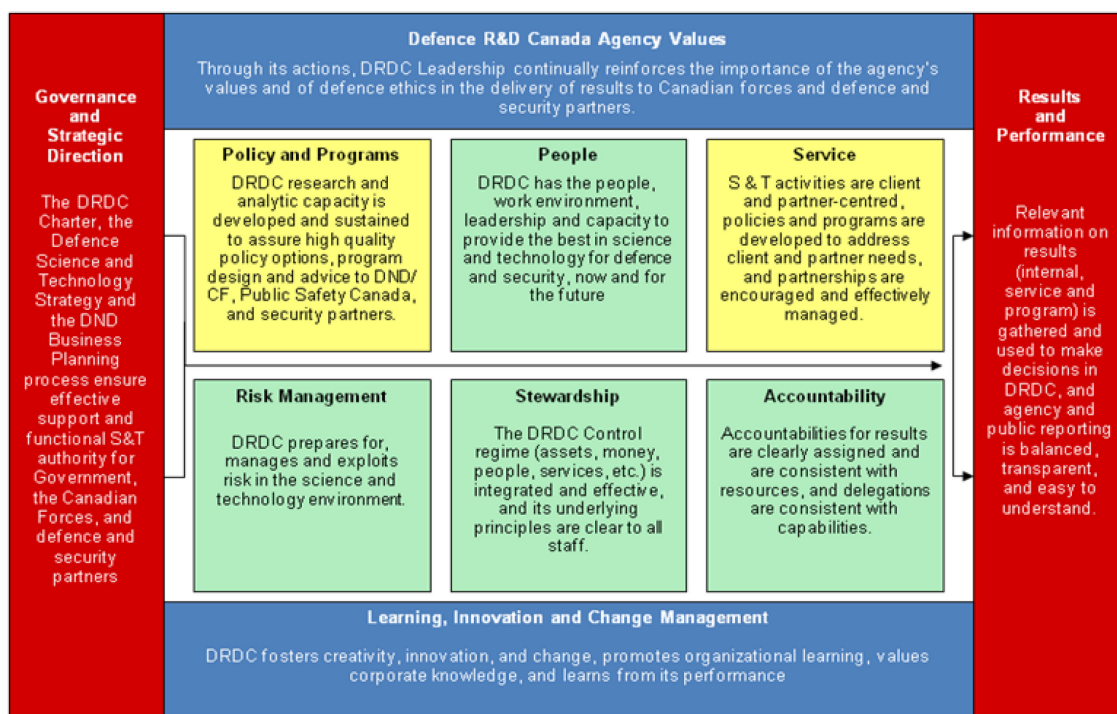 Defence R&D Canada Agency Values
Through its actions, DRDC Leadership continually reinforces the importance of the agency's
values and of defence ethics in the delivery of results to Canadian forces and defence and
security partners.
Governance
and
Strategic
Direction
The DRDC
Charter, the
Defence
Science and
Technology
Strategy and
the DND
Business
Planning
process ensure
effective
support and
functional S&T
authority for
Government,
the Canadian
Forces, and
defence and
security
partners
Policy and Programs
DRDC research and
analytic capacity is
developed and sustained
to assure high quality
policy options, program
design and advice to DND/
CF, Public Safety Canada,
and security partners.
People
DRDC has the people,
work environment,
leadership and capacity to
provide the best in science
and technology for defence
and security, now and for
the future
Service
S & T activities are client
and partner-centred,
policies and programs are
developed to address
client and partner needs,
and partnerships are
encouraged and effectively
managed.
Risk Management
DRDC prepares for,
manages and exploits
risk in the science and
technology environment.
Stewardship
The DRDC Control
regime (assets, money,
people, services, etc.) is
integrated and effective,
and its underlying
principles are clear to all
staff.
Accountability
Accountabilities for results
are clearly assigned and
are consistent with
resources, and delegations
are consistent with
capabilities.
Results
and
Performance
Relevant
information on
results
(internal,
service and
program) is
gathered and
used to make
decisions in
DRDC, and
agency and
public reporting
is balanced,
transparent,
and easy to
understand.
Learning, Innovation and Change Management
DRDC fosters creativity, innovation, and change, promotes organizational learning, values
corporate knowledge, and learns from its performance